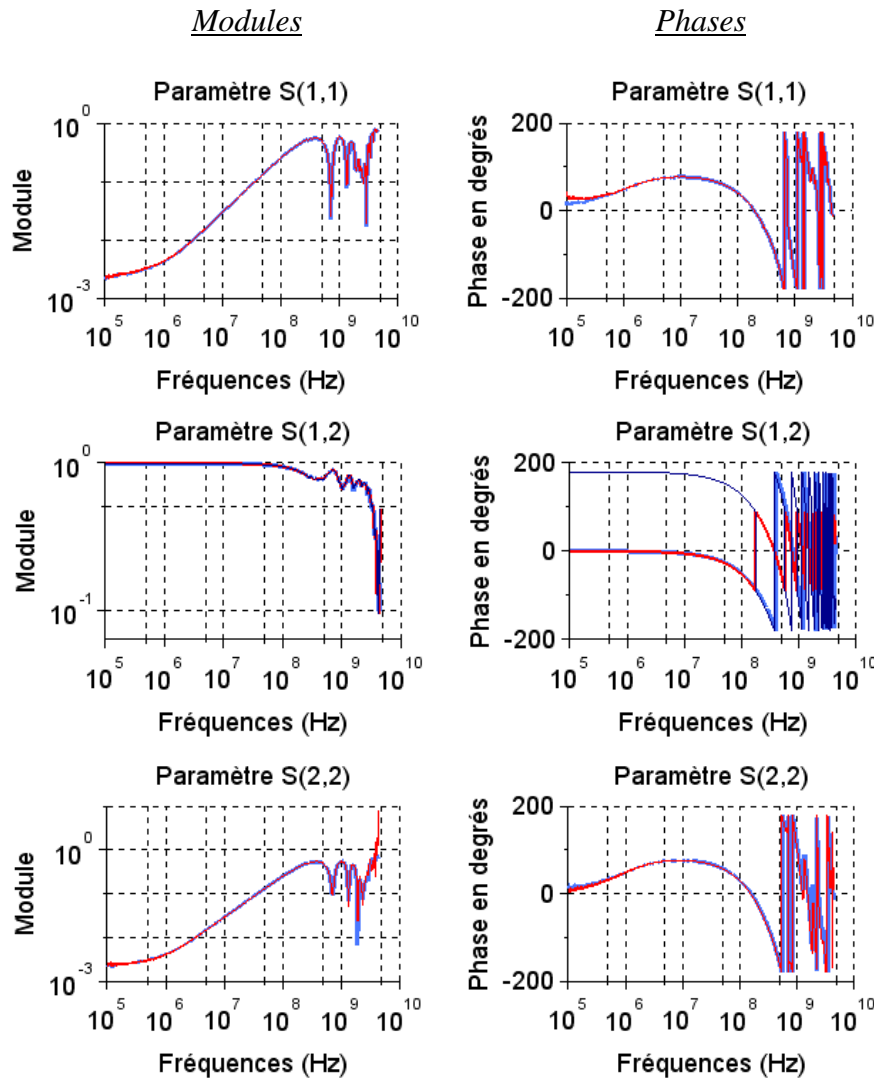 Modules
Phases
Paramètre S(1,1)
Module
10^0
10^-3
10^5 10^6 10^7 10^8 10^9 10^10
Fréquences (Hz)
Paramètre S(1,1)
Phase en degrés
200
0
-200
10^5 10^6 10^7 10^8 10^9 10^10
Fréquences (Hz)
Paramètre S(1,2)
Module
10^0
10^-1
10^5 10^6 10^7 10^8 10^9 10^10
Fréquences (Hz)
Paramètre S(1,2)
Phase en degrés
200
0
-200
10^5 10^6 10^7 10^8 10^9 10^10
Fréquences (Hz)
Paramètre S(2,2)
Module
10^0
10^-3
10^5 10^6 10^7 10^8 10^9 10^10
Fréquences (Hz)
Paramètre S(2,2)
Phase en degrés
200
0
-200
10^5 10^6 10^7 10^8 10^9 10^10
Fréquences (Hz)